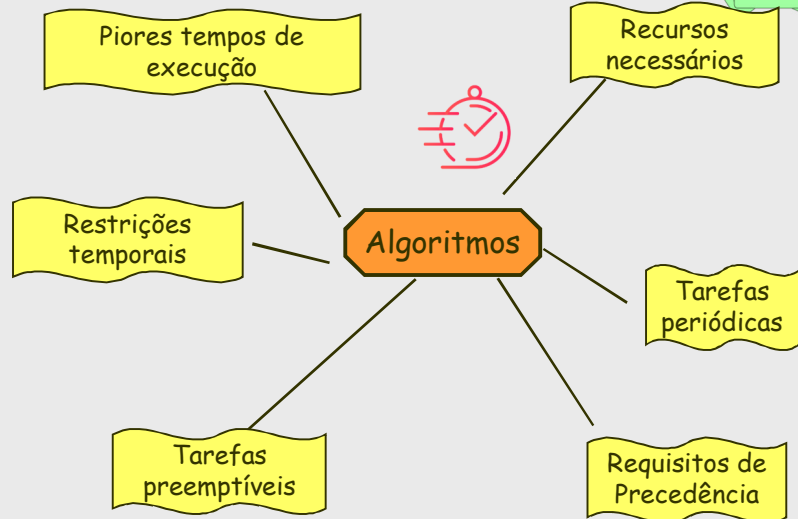 Piores tempos de
execução
Recursos
necessários
Restrições
temporais
Algoritmos
Tarefas
periódicas
Tarefas
preemptíveis
Requisitos de
Precedência